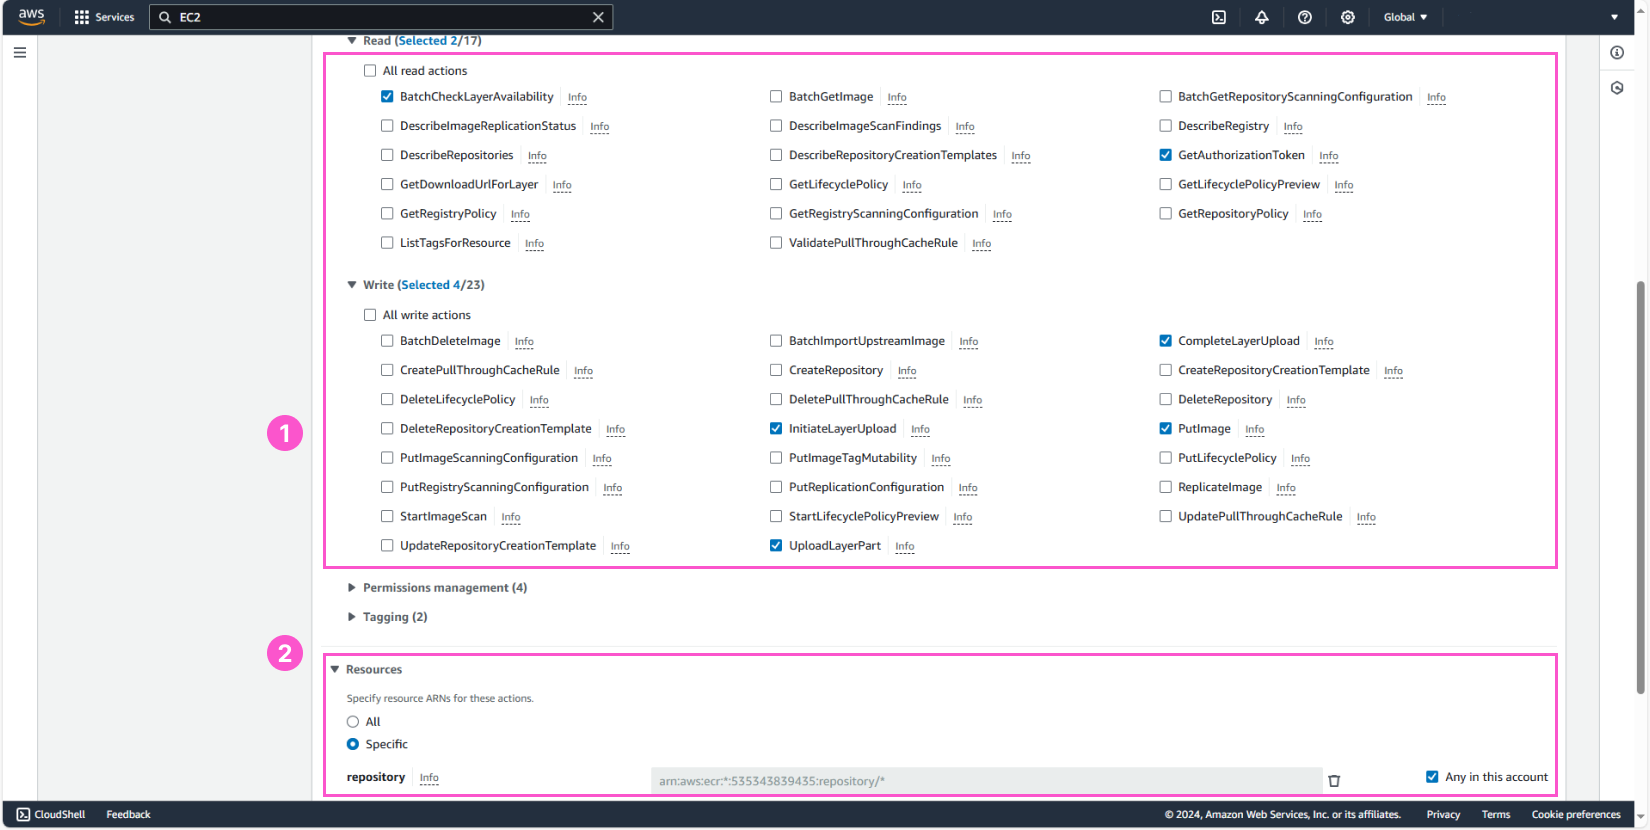 aws Services EC2 Global
Read (Selected 2/17)
All read actions
BatchCheckLayerAvailability Info BatchGetImage Info BatchGetRepositoryScanningConfiguration Info
DescribeImageReplicationStatus Info DescribeImageScanFindings Info DescribeRegistry Info
DescribeRepositories Info DescribeRepositoryCreationTemplates Info GetAuthorizationToken Info
GetDownloadUrlForLayer Info GetLifecyclePolicy Info GetLifecyclePolicyPreview Info
GetRegistryPolicy Info GetRegistryScanningConfiguration Info GetRepositoryPolicy Info
ListTagsForResource Info ValidatePullThroughCacheRule Info
Write (Selected 4/23)
All write actions
BatchDeleteImage Info BatchImportUpstreamImage Info CompleteLayerUpload Info
CreatePullThroughCacheRule Info CreateRepository Info CreateRepositoryCreationTemplate Info
DeleteLifecyclePolicy Info DeletePullThroughCacheRule Info DeleteRepository Info
1 DeleteRepositoryCreationTemplate Info InitiateLayerUpload Info PutImage Info
PutImageScanningConfiguration Info PutImageTagMutability Info PutLifecyclePolicy Info
PutRegistryScanningConfiguration Info PutReplicationConfiguration Info ReplicateImage Info
StartImageScan Info StartLifecyclePolicyPreview Info UpdatePullThroughCacheRule Info
UpdateRepositoryCreationTemplate Info UploadLayerPart Info
Permissions management (4)
Tagging (2)
2 Resources
Specify resource ARNs for these actions.
All
Specific
repository Info arn:aws:ecr:*:535343839435:repository/* Any in this account
CloudShell Feedback © 2024, Amazon Web Services, Inc. or its affiliates. Privacy Terms Cookie preferences